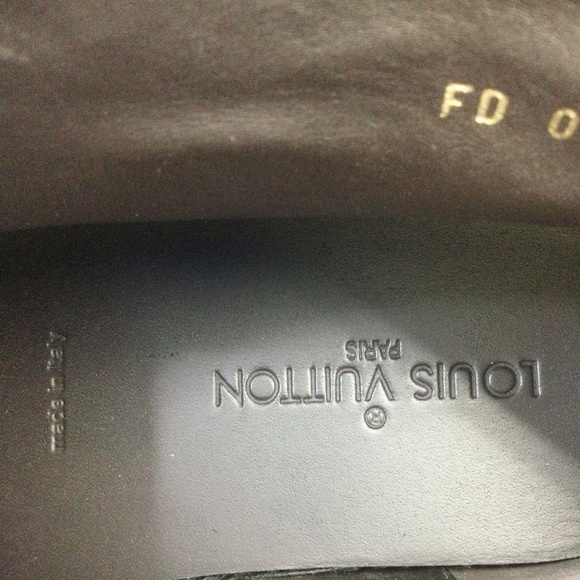 FD 0
LOUIS VUITTON
®
PARIS
made in italy